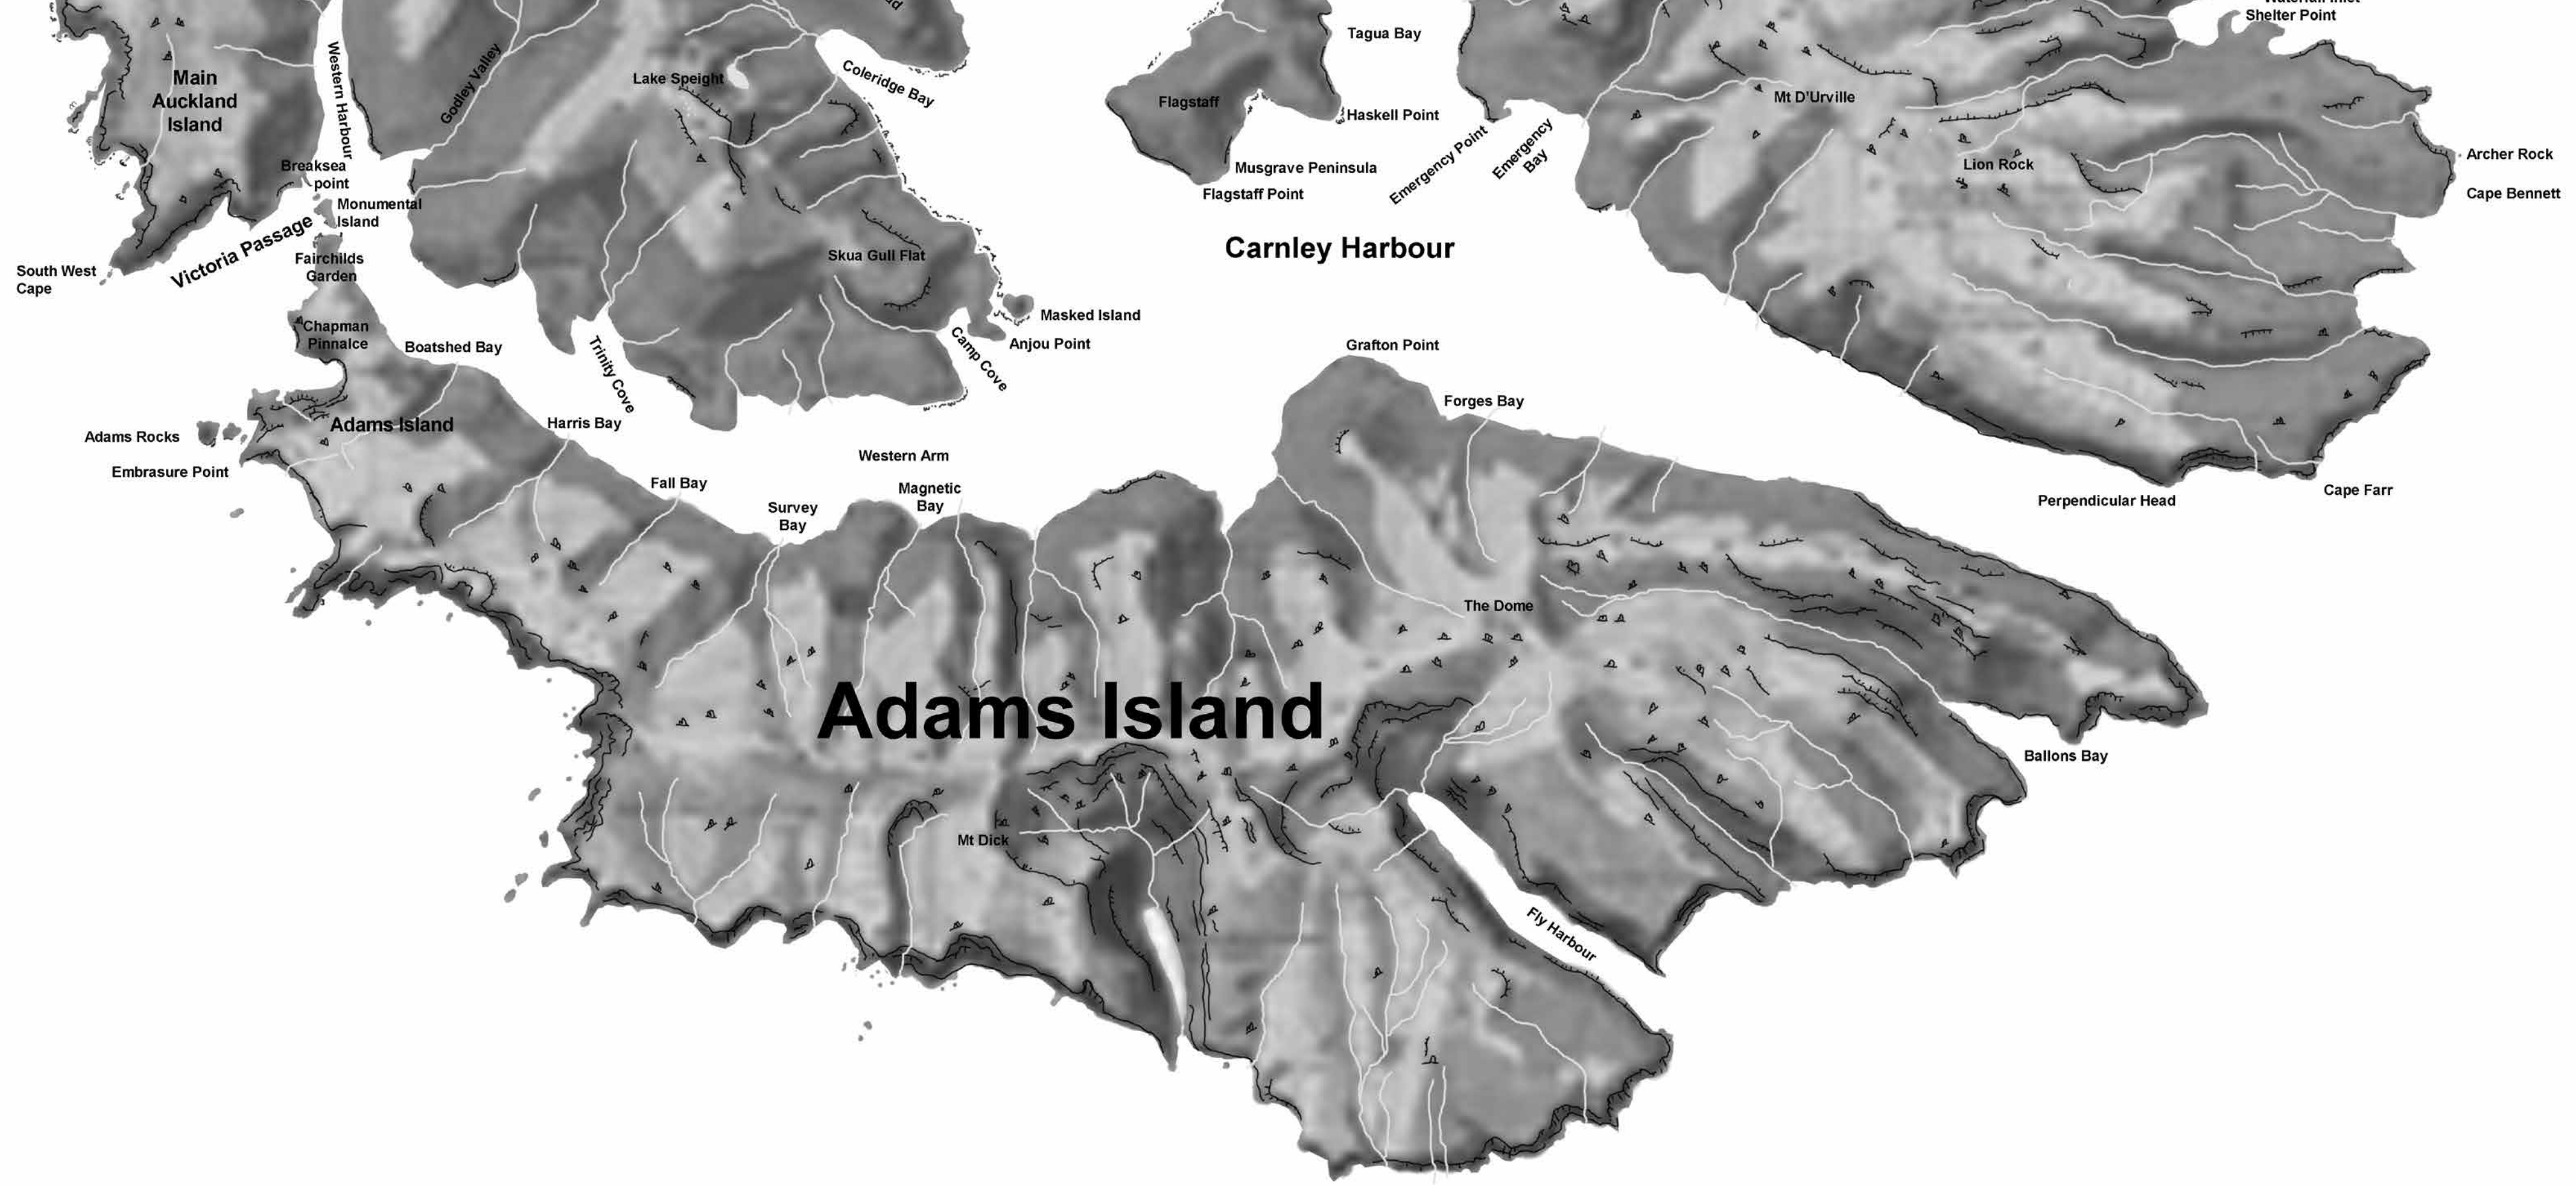 Shelter Point
Tagua Bay
Western Harbour
Godley Valley
Main
Auckland
Island
Lake Speight
Coleridge Bay
Flagstaff
Haskell Point
Mt D'Urville
Emergency Point
Emergency
Bay
Archer Rock
Breaksea
point
Lion Rock
Musgrave Peninsula
Flagstaff Point
Cape Bennett
Monumental
Island
Victoria Passage
Carnley Harbour
Skua Gull Flat
Fairchilds
Garden
South West
Cape
Masked Island
Chapman
Pinnalce
Boatshed Bay
Trinity Cove
Camp Cove
Anjou Point
Grafton Point
Forges Bay
Adams Island
Harris Bay
Adams Rocks
Embrasure Point
Western Arm
Fall Bay
Magnetic
Bay
Survey
Bay
Perpendicular Head
Cape Farr
The Dome
Adams Island
Ballons Bay
Mt Dick
Fly Harbour